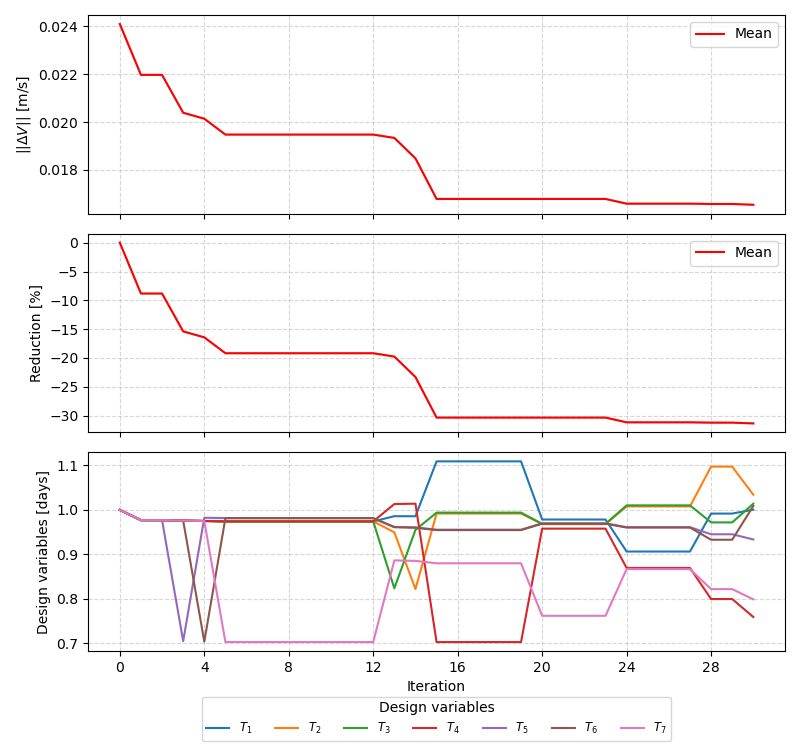 0.024
0.022
0.020
0.018
||ΔV|| [m/s]
Mean
0
−5
−10
−15
−20
−25
−30
Reduction [%]
Mean
1.1
1.0
0.9
0.8
0.7
Design variables [days]
0 4 8 12 16 20 24 28
Iteration
Design variables
T1 T2 T3 T4 T5 T6 T7